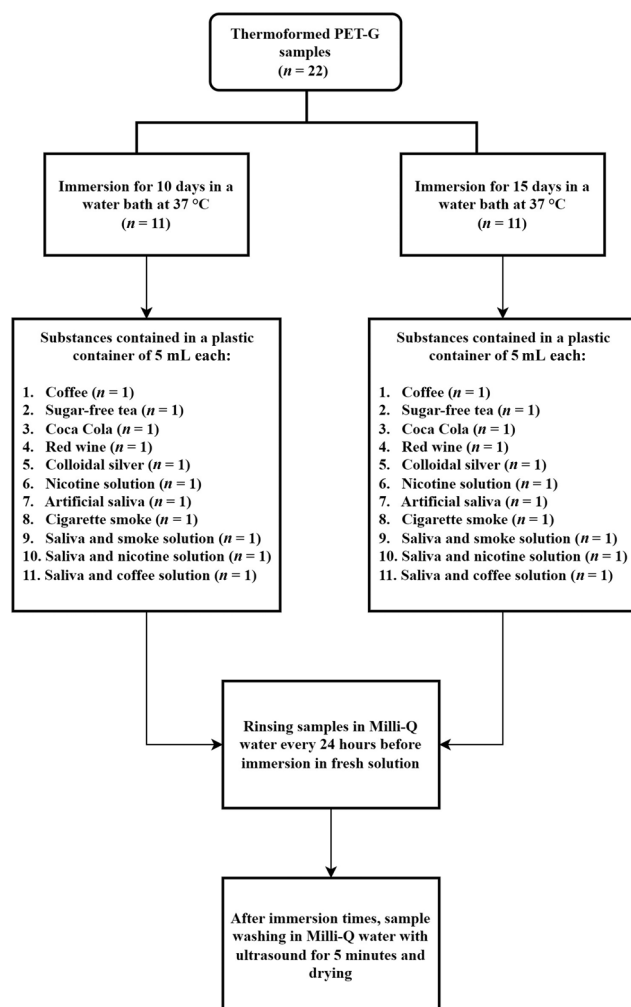 Thermoformed PET-G
samples
(n = 22)
Immersion for 10 days in a
water bath at 37 °C
(n = 11)
Immersion for 15 days in a
water bath at 37 °C
(n = 11)
Substances contained in a plastic
container of 5 mL each:
1. Coffee (n = 1)
2. Sugar-free tea (n = 1)
3. Coca Cola (n = 1)
4. Red wine (n = 1)
5. Colloidal silver (n = 1)
6. Nicotine solution (n = 1)
7. Artificial saliva (n = 1)
8. Cigarette smoke (n = 1)
9. Saliva and smoke solution (n = 1)
10. Saliva and nicotine solution (n = 1)
11. Saliva and coffee solution (n = 1)
Substances contained in a plastic
container of 5 mL each:
1. Coffee (n = 1)
2. Sugar-free tea (n = 1)
3. Coca Cola (n = 1)
4. Red wine (n = 1)
5. Colloidal silver (n = 1)
6. Nicotine solution (n = 1)
7. Artificial saliva (n = 1)
8. Cigarette smoke (n = 1)
9. Saliva and smoke solution (n = 1)
10. Saliva and nicotine solution (n = 1)
11. Saliva and coffee solution (n = 1)
Rinsing samples in Milli-Q
water every 24 hours before
immersion in fresh solution
After immersion times, sample
washing in Milli-Q water with
ultrasound for 5 minutes and
drying